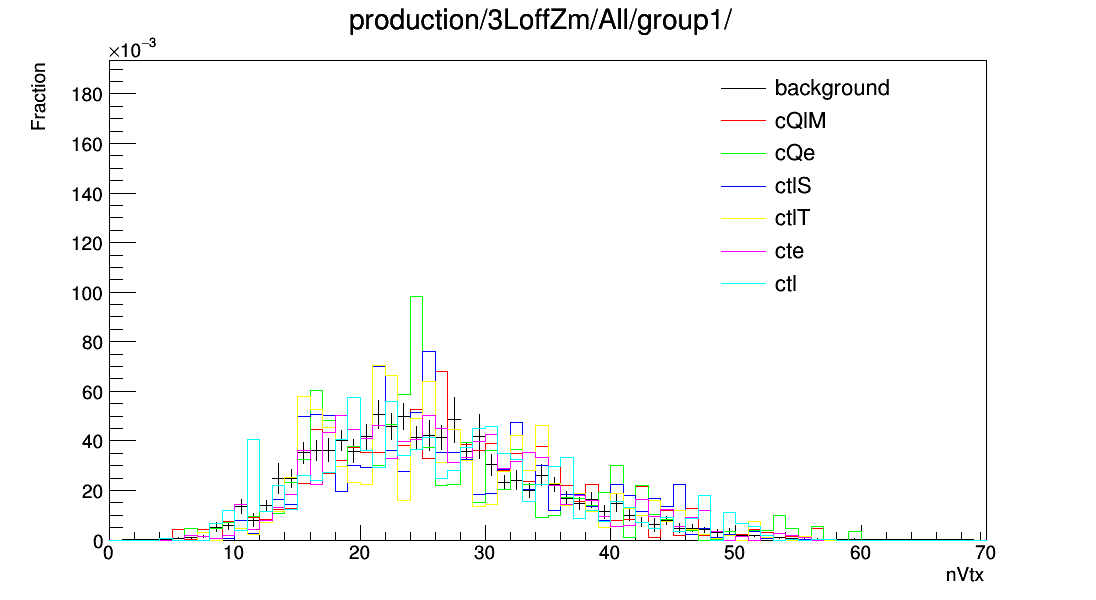 production/3LoffZm/All/group1/
×10⁻³
Fraction
180
160
140
120
100
80
60
40
20
0
background
cQlM
cQe
ctlS
ctlT
cte
ctl
0 10 20 30 40 50 60 70
nVtx